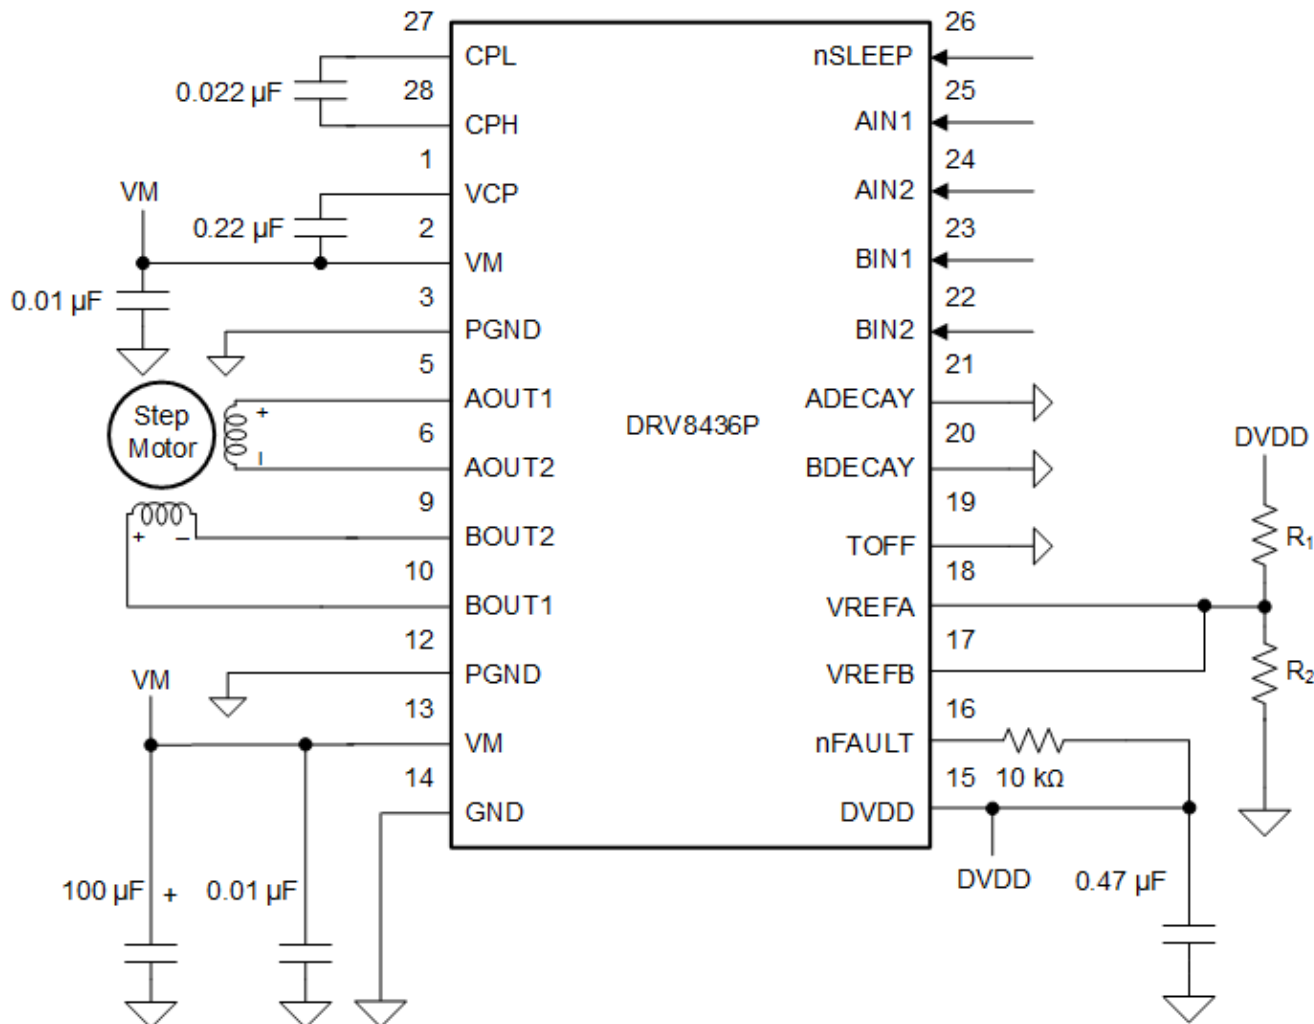 27
CPL
0.022 µF
28
CPH
1
VM
VCP
0.22 µF
2
VM
0.01 µF
3
PGND
5
Step
Motor
+
–
AOUT1
6
AOUT2
9
+
–
BOUT2
10
BOUT1
12
VM
PGND
13
VM
14
GND
100 µF
+
0.01 µF
DRV8436P
26
nSLEEP
25
AIN1
24
AIN2
23
BIN1
22
BIN2
21
ADECAY
20
BDECAY
19
TOFF
18
VREFA
17
VREFB
16
nFAULT
15
10 kΩ
DVDD
DVDD
0.47 µF
DVDD
R1
R2